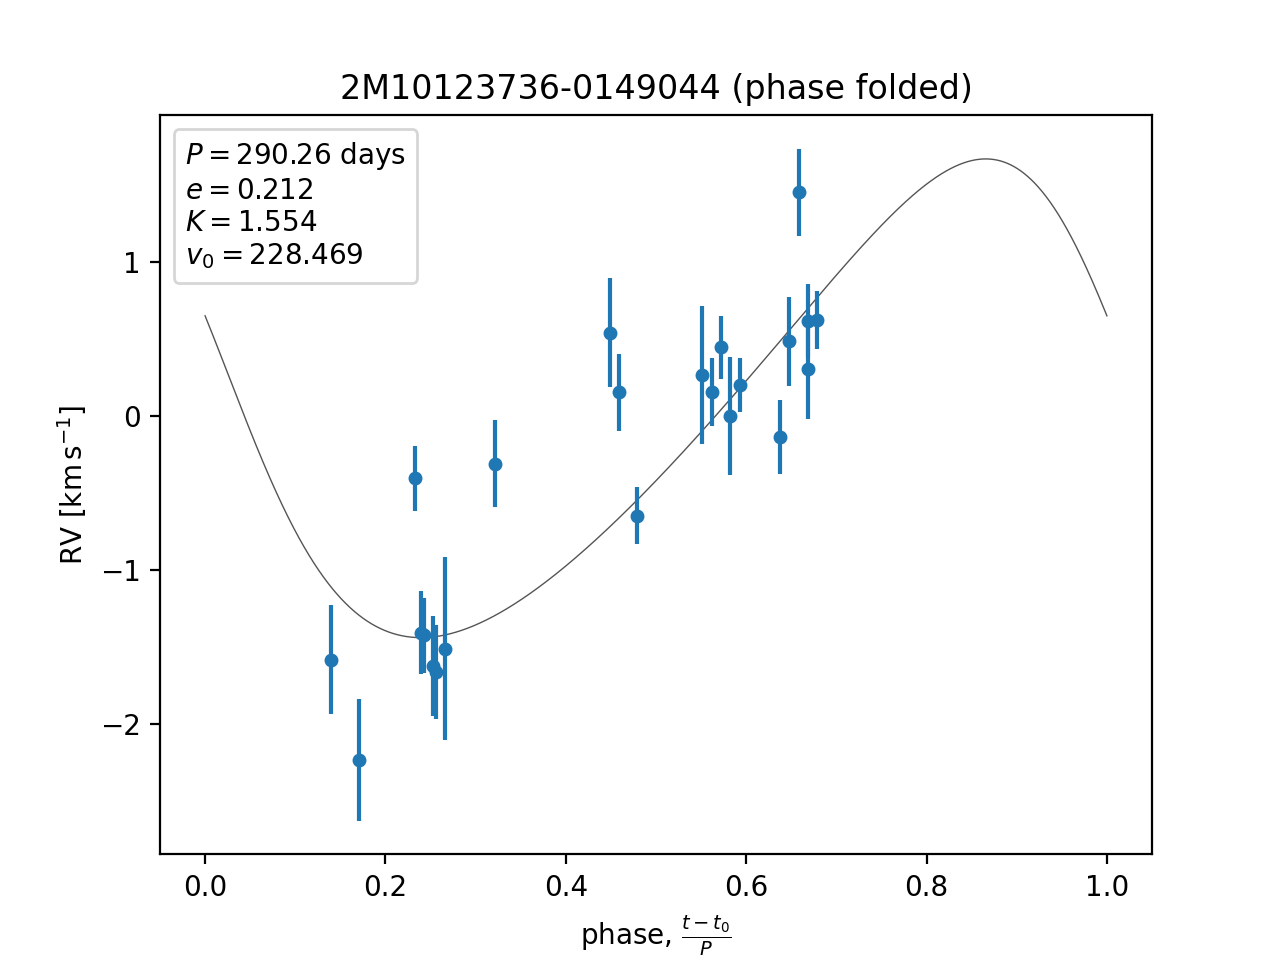 2M10123736-0149044 (phase folded)
P = 290.26 days
e = 0.212
K = 1.554
v₀ = 228.469
1
0
−1
−2
RV [km s⁻¹]
0.0 0.2 0.4 0.6 0.8 1.0
phase, (t − t₀)/P